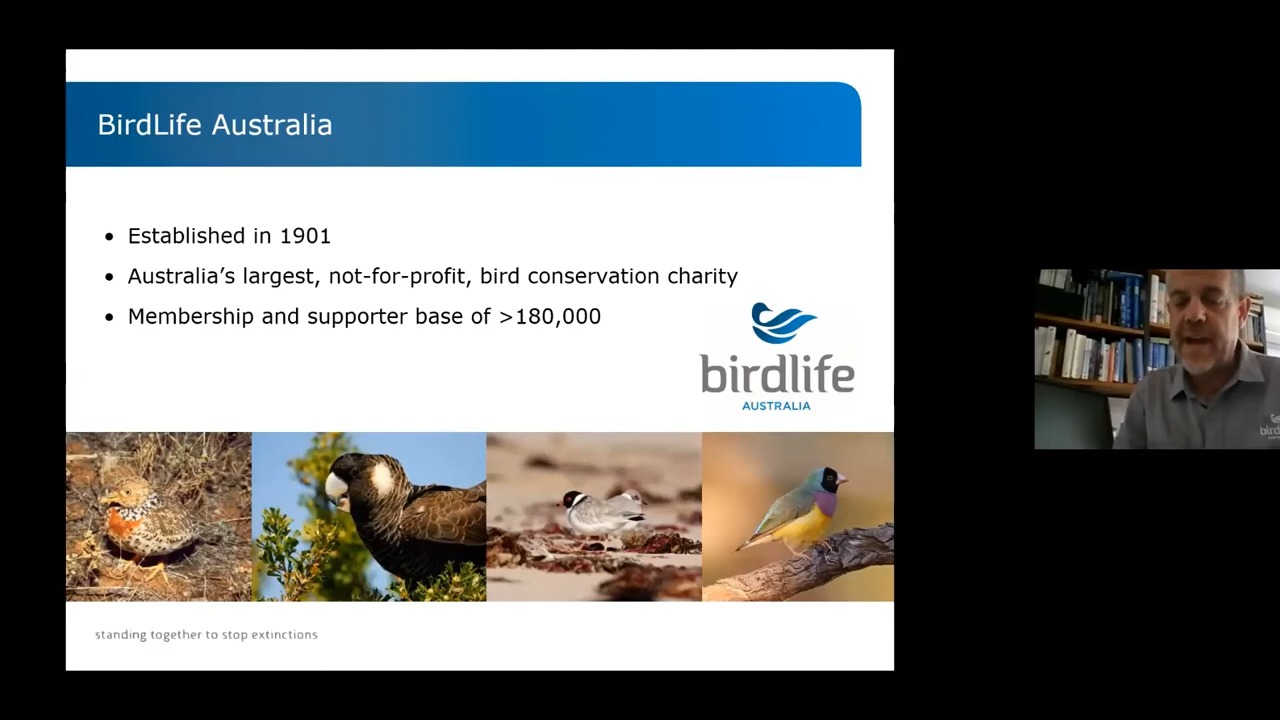 BirdLife Australia
• Established in 1901
• Australia’s largest, not-for-profit, bird conservation charity
• Membership and supporter base of >180,000
birdlife
AUSTRALIA
standing together to stop extinctions